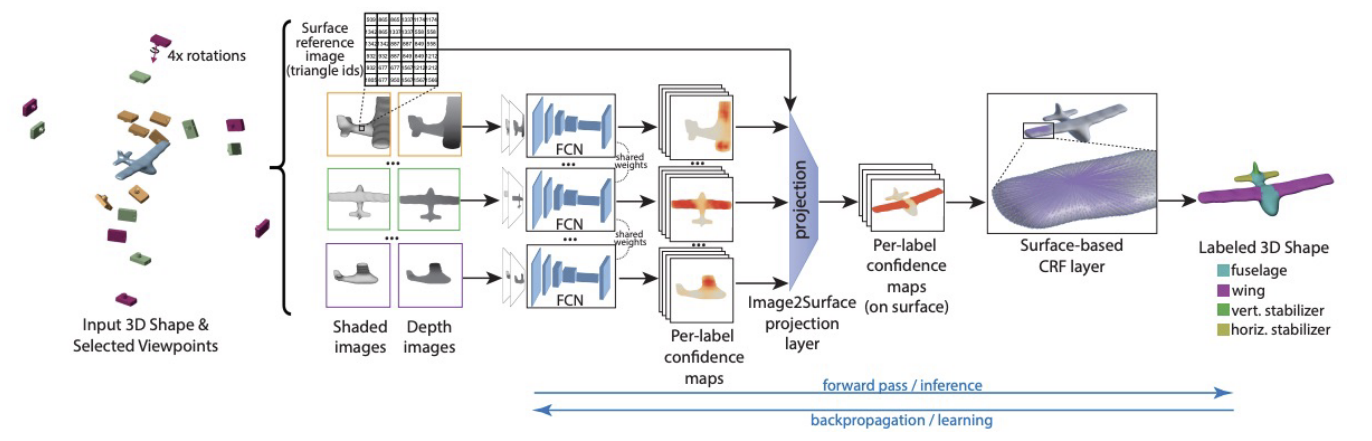 4x rotations
Input 3D Shape &
Selected Viewpoints
Surface
reference
image
(triangle ids)
...
...
Shaded
images
Depth
images
FCN
shared
weights
...
FCN
shared
weights
...
FCN
...
...
Per-label
confidence
maps
projection
Image2Surface
projection
layer
Per-label
confidence
maps
(on surface)
Surface-based
CRF layer
Labeled 3D Shape
fuselage
wing
vert. stabilizer
horiz. stabilizer
forward pass / inference
backpropagation / learning